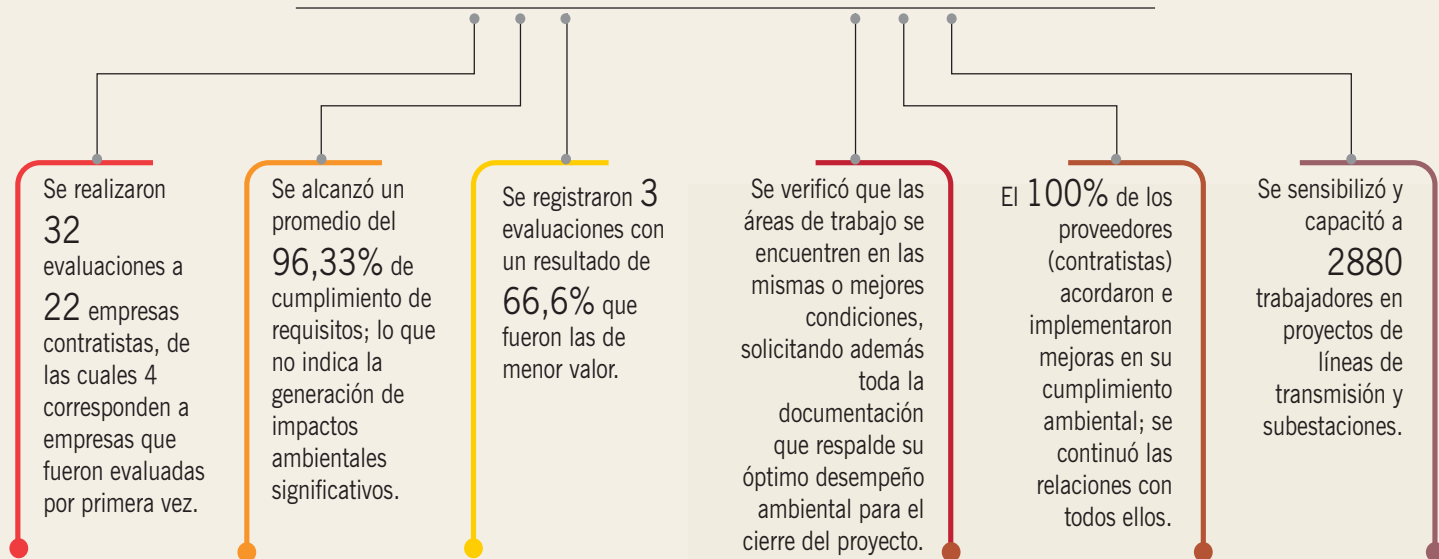 Se realizaron
32
evaluaciones a
22 empresas
contratistas, de
las cuales 4
corresponden a
empresas que
fueron evaluadas
por primera vez.
Se alcanzó un
promedio del
96,33% de
cumplimiento de
requisitos; lo que
no indica la
generación de
impactos
ambientales
significativos.
Se registraron 3
evaluaciones con
un resultado de
66,6% que
fueron las de
menor valor.
Se verificó que las
áreas de trabajo se
encuentren en las
mismas o mejores
condiciones,
solicitando además
toda la
documentación
que respalde su
óptimo desempeño
ambiental para el
cierre del proyecto.
El 100% de los
proveedores
(contratistas)
acordaron e
implementaron
mejoras en su
cumplimiento
ambiental; se
continuó las
relaciones con
todos ellos.
Se sensibilizó y
capacitó a
2880
trabajadores en
proyectos de
líneas de
transmisión y
subestaciones.